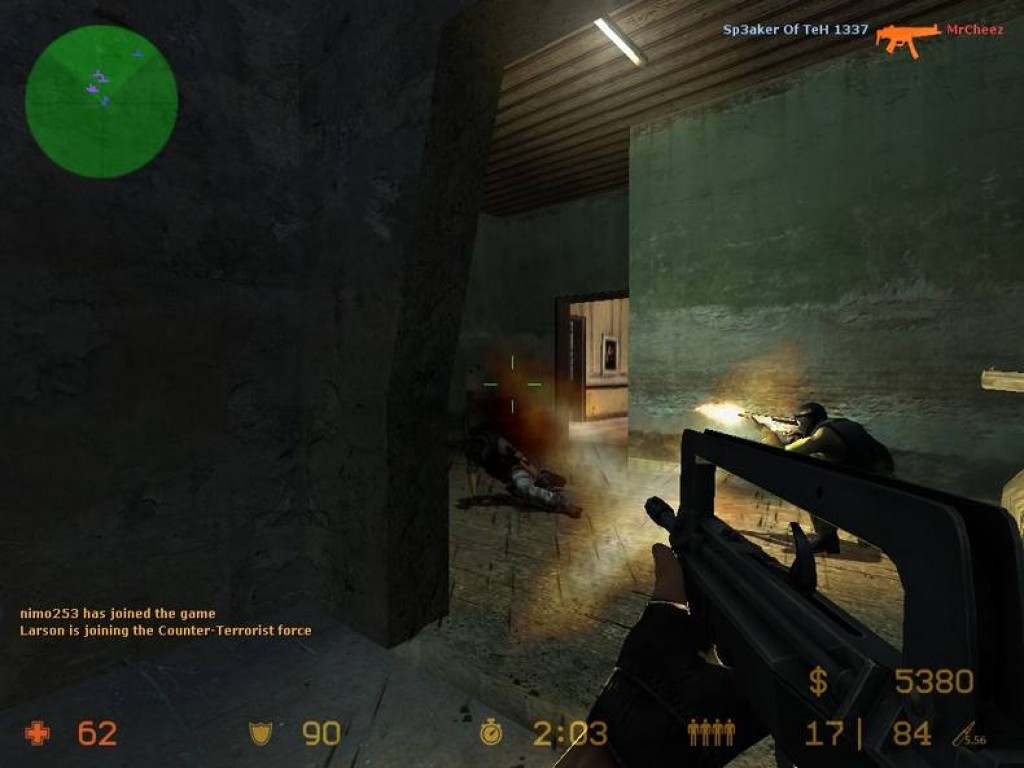 Sp3aker Of TeH 1337 MrCheez
nimo253 has joined the game
Larson is joining the Counter-Terrorist force
$ 5380
62 90 2:03 17| 84 5.56